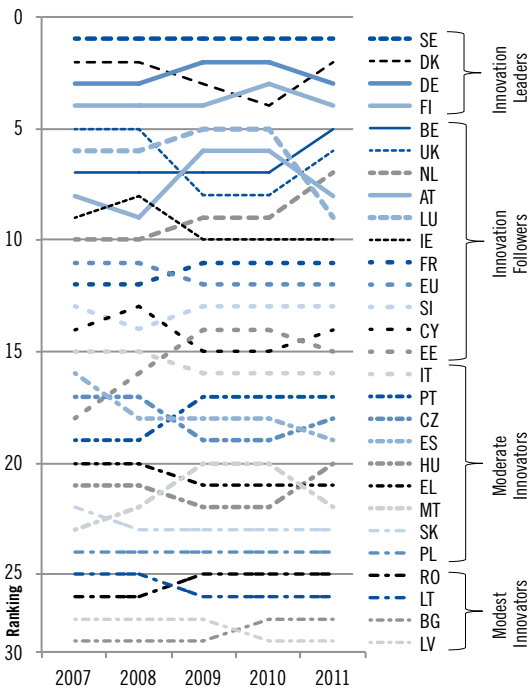 0
5
10
15
20
25
30
Ranking
2007 2008 2009 2010 2011
SE
DK
DE
FI
BE
UK
NL
AT
LU
IE
FR
EU
SI
CY
EE
IT
PT
CZ
ES
HU
EL
MT
SK
PL
RO
LT
BG
LV
Innovation
Leaders
Innovation
Followers
Moderate
Innovators
Modest
Innovators